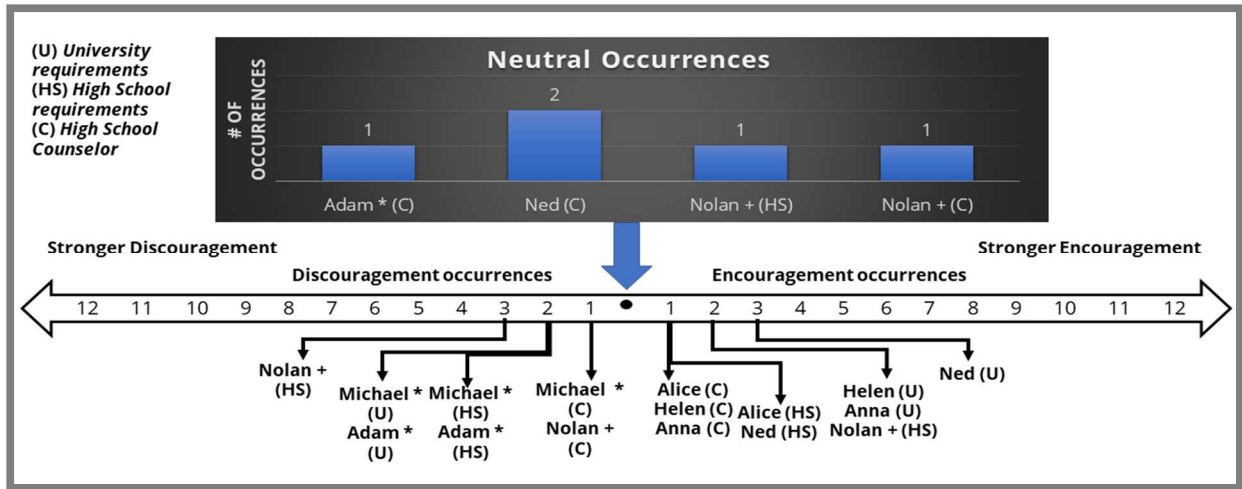 (U) University
requirements
(HS) High School
requirements
(C) High School
Counselor
Neutral Occurrences
# OF
OCCURRENCES
1
2
1
1
Adam * (C)
Ned (C)
Nolan + (HS)
Nolan + (C)
Stronger Discouragement
Stronger Encouragement
Discouragement occurrences
Encouragement occurrences
12 11 10 9 8 7 6 5 4 3 2 1 1 2 3 4 5 6 7 8 9 10 11 12
Nolan +
(HS)
Michael *
(U)
Adam *
(U)
Michael *
(HS)
Adam *
(HS)
Michael *
(C)
Nolan +
(C)
Alice (C)
Helen (C)
Anna (C)
Alice (HS)
Ned (HS)
Helen (U)
Anna (U)
Nolan + (HS)
Ned (U)